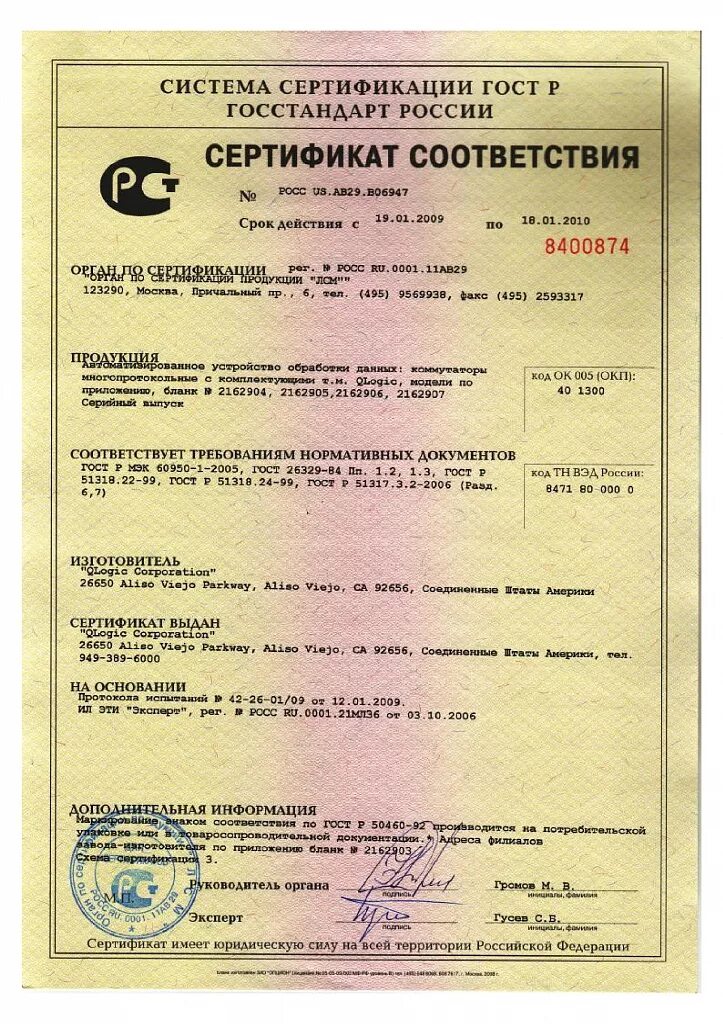 СИСТЕМА СЕРТИФИКАЦИИ ГОСТ Р
ГОССТАНДАРТ РОССИИ
СЕРТИФИКАТ СООТВЕТСТВИЯ
№ РОСС US.АВ29.В06947
Срок действия с 19.01.2009 по 18.01.2010
8400874
ОРГАН ПО СЕРТИФИКАЦИИ рег. № РОСС RU.0001.11АВ29
"ОРГАН ПО СЕРТИФИКАЦИИ ПРОДУКЦИИ "ЛСМ""
123290, Москва, Причальный пр., 6, тел. (495) 9569938, факс (495) 2593317
ПРОДУКЦИЯ
Автоматизированное устройство обработки данных: коммутаторы
многопротокольные с комплектующими т.м. QLogic, модели по
приложению, бланк № 2162904, 2162905,2162906, 2162907
Серийный выпуск
код ОК 005 (ОКП):
40 1300
СООТВЕТСТВУЕТ ТРЕБОВАНИЯМ НОРМАТИВНЫХ ДОКУМЕНТОВ
ГОСТ Р МЭК 60950-1-2005, ГОСТ 26329-84 Пп. 1.2, 1.3, ГОСТ Р
51318.22-99, ГОСТ Р 51318.24-99, ГОСТ Р 51317.3.2-2006 (Разд.
6,7)
код ТН ВЭД России:
8471 80 000 0
ИЗГОТОВИТЕЛЬ
"QLogic Corporation"
26650 Aliso Viejo Parkway, Aliso Viejo, CA 92656, Соединенные Штаты Америки
СЕРТИФИКАТ ВЫДАН
"QLogic Corporation"
26650 Aliso Viejo Parkway, Aliso Viejo, CA 92656, Соединенные Штаты Америки, тел.
949-389-6000
НА ОСНОВАНИИ
Протокола испытаний № 42-26-01/09 от 12.01.2009.
ИЛ ЭТИ "Эксперт", рег. № РОСС RU.0001.21МЛ36 от 03.10.2006
ДОПОЛНИТЕЛЬНАЯ ИНФОРМАЦИЯ
Маркирование знаком соответствия по ГОСТ Р 50460-92 производится на потребительской
упаковке или в товаросопроводительной документации. Адреса филиалов
завода-изготовителя по приложению бланк № 2162903
Схема сертификации 3.
М.П.
Руководитель органа
подпись
Громов М. В.
инициалы, фамилия
Эксперт
подпись
Гусев С.Б.
инициалы, фамилия
Сертификат имеет юридическую силу на всей территории Российской Федерации